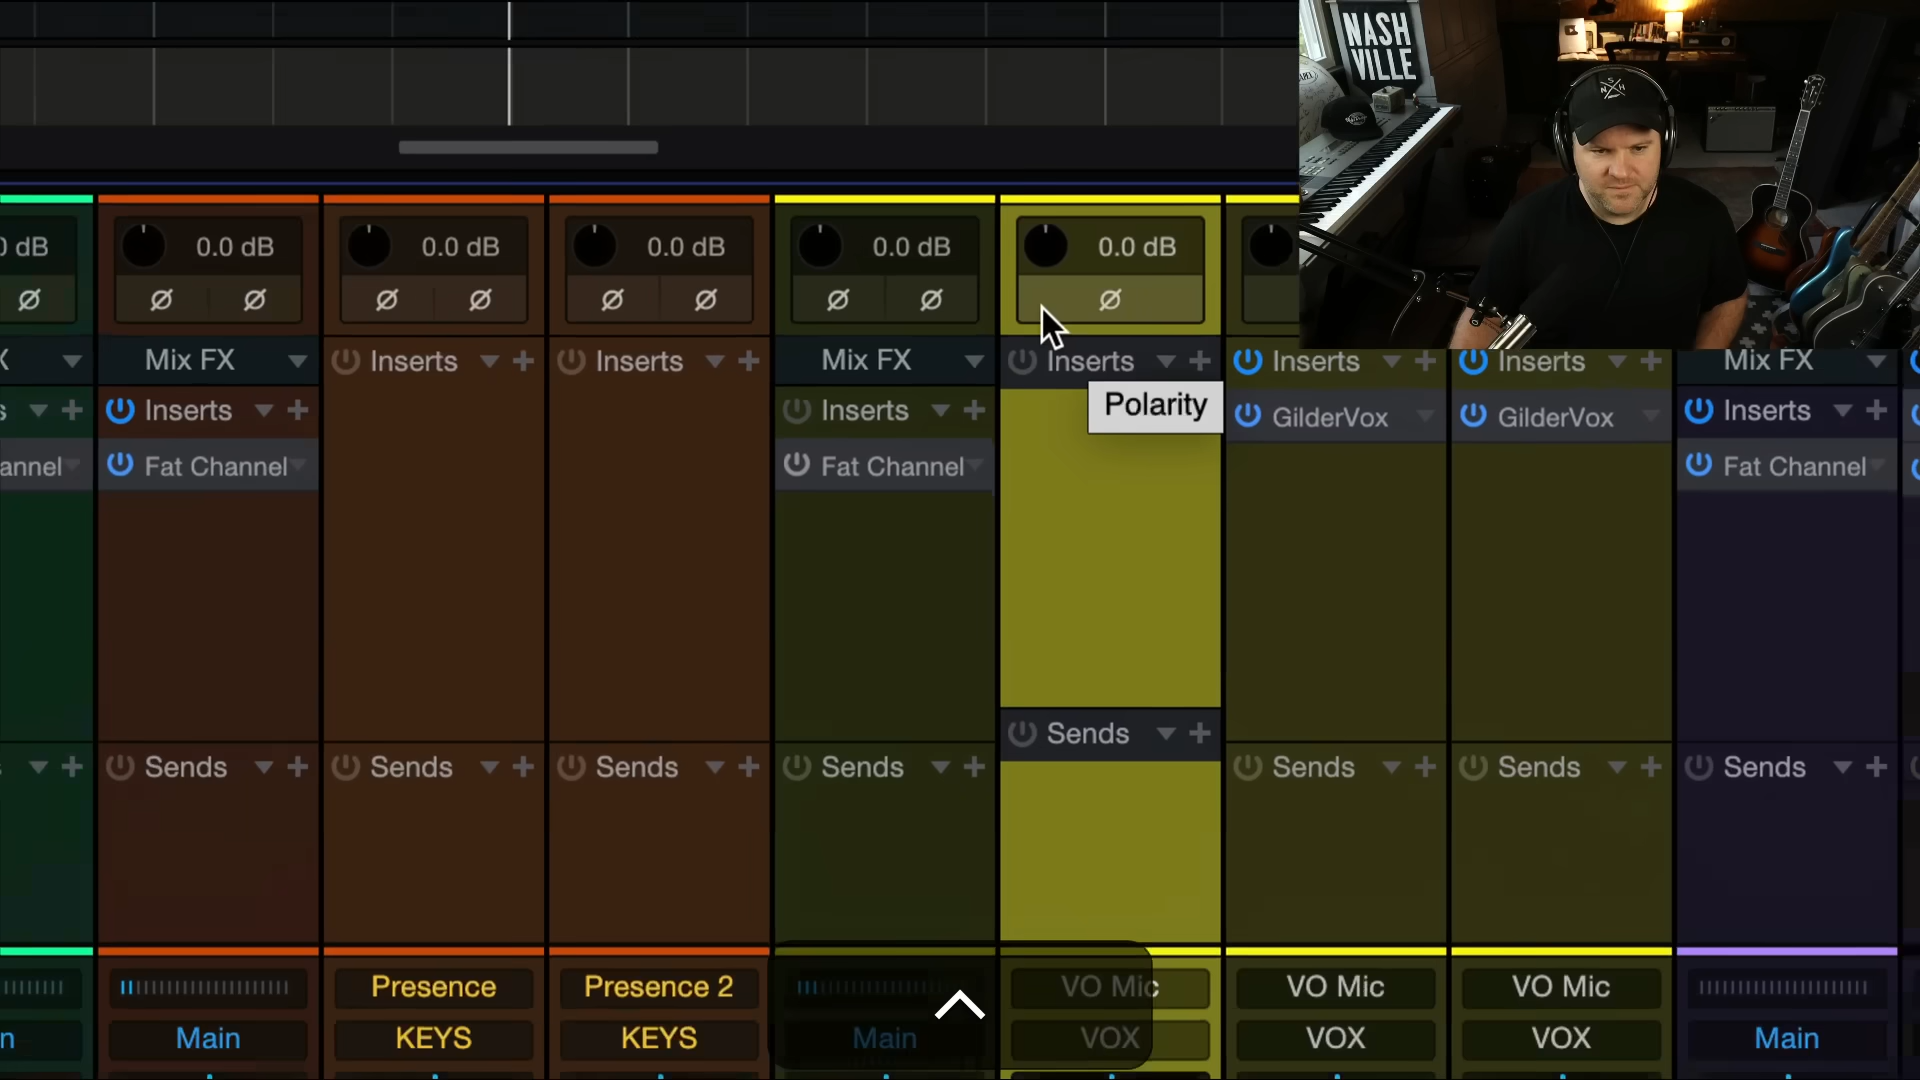 NASH
VILLE
N S H
0 dB
0.0 dB
0.0 dB
0.0 dB
0.0 dB
0.0 dB
Ø
Ø Ø
Ø Ø
Ø Ø
Ø Ø
Ø
X
Mix FX
Inserts
Inserts
Mix FX
Inserts
Inserts
Inserts
Mix FX
s
Inserts
Inserts
Polarity
GilderVox
GilderVox
Inserts
annel
Fat Channel
Fat Channel
Fat Channel
Sends
s
Sends
Sends
Sends
Sends
Sends
Sends
Sends
Presence
Presence 2
VO Mic
VO Mic
VO Mic
n
Main
KEYS
KEYS
Main
VOX
VOX
VOX
Main